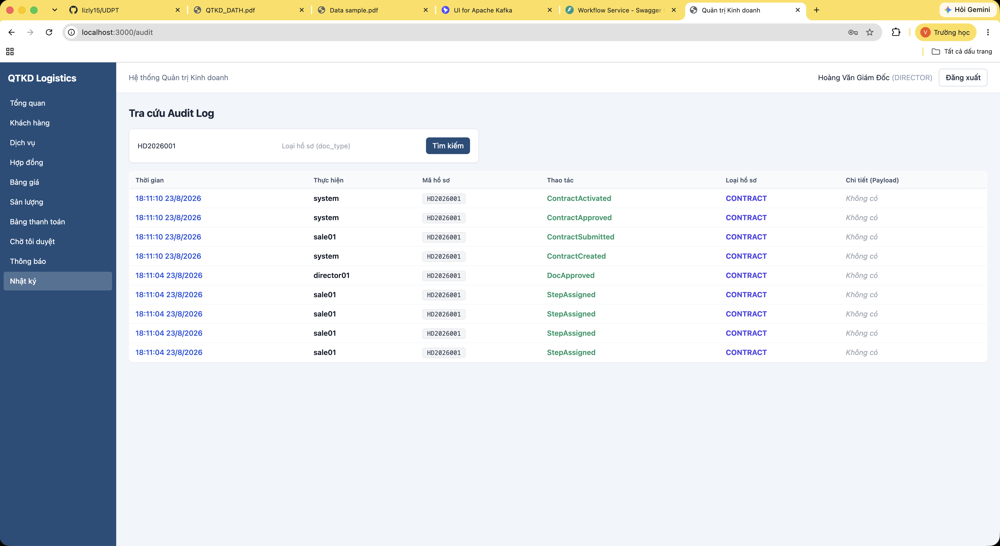 lizly15/UDPT
QTKD_DATH.pdf
Data sample.pdf
UI for Apache Kafka
Workflow Service - Swagger
Quản trị Kinh doanh
Hỏi Gemini
localhost:3000/audit
V Trường học
Tất cả dấu trang
QTKD Logistics
Hệ thống Quản trị Kinh doanh
Hoàng Văn Giám Đốc (DIRECTOR)
Đăng xuất
Tổng quan
Khách hàng
Dịch vụ
Hợp đồng
Bảng giá
Sản lượng
Bảng thanh toán
Chờ tôi duyệt
Thông báo
Nhật ký
Tra cứu Audit Log
HD2026001 Loại hồ sơ (doc_type) Tìm kiếm
Thời gian Thực hiện Mã hồ sơ Thao tác Loại hồ sơ Chi tiết (Payload)
18:11:10 23/8/2026 system HD2026001 ContractActivated CONTRACT Không có
18:11:10 23/8/2026 system HD2026001 ContractApproved CONTRACT Không có
18:11:10 23/8/2026 sale01 HD2026001 ContractSubmitted CONTRACT Không có
18:11:10 23/8/2026 system HD2026001 ContractCreated CONTRACT Không có
18:11:04 23/8/2026 director01 HD2026001 DocApproved CONTRACT Không có
18:11:04 23/8/2026 sale01 HD2026001 StepAssigned CONTRACT Không có
18:11:04 23/8/2026 sale01 HD2026001 StepAssigned CONTRACT Không có
18:11:04 23/8/2026 sale01 HD2026001 StepAssigned CONTRACT Không có
18:11:04 23/8/2026 sale01 HD2026001 StepAssigned CONTRACT Không có